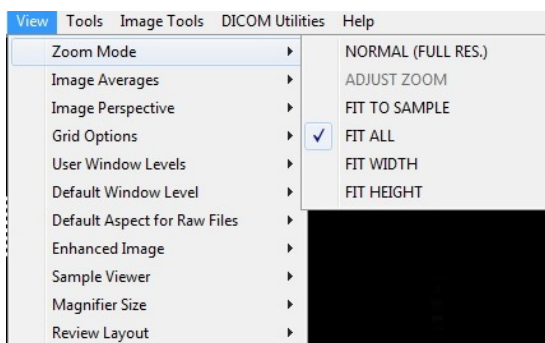 View Tools Image Tools DICOM Utilities Help
Zoom Mode
Image Averages
Image Perspective
Grid Options
User Window Levels
Default Window Level
Default Aspect for Raw Files
Enhanced Image
Sample Viewer
Magnifier Size
Review Layout
NORMAL (FULL RES.)
ADJUST ZOOM
FIT TO SAMPLE
FIT ALL
FIT WIDTH
FIT HEIGHT